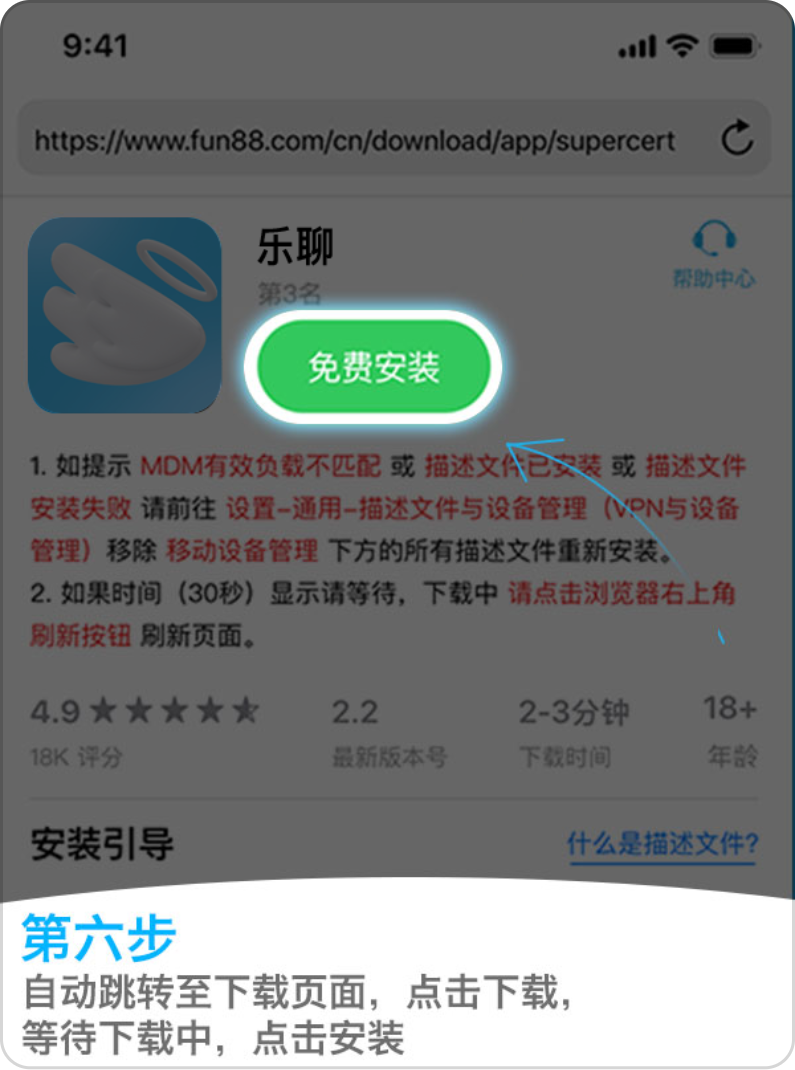 9:41
https://www.fun88.com/cn/download/app/supercert
乐聊
第3名
帮助中心
免费安装
1. 如提示 MDM有效负载不匹配 或 描述文件已安装 或 描述文件
安装失败 请前往 设置-通用-描述文件与设备管理（VPN与设备
管理）移除 移动设备管理 下方的所有描述文件重新安装。
2. 如果时间（30秒）显示请等待，下载中 请点击浏览器右上角
刷新按钮 刷新页面。
4.9 ★★★★⯪ 2.2 2-3分钟 18+
18K 评分 最新版本号 下载时间 年龄
安装引导 什么是描述文件?
第六步
自动跳转至下载页面，点击下载，
等待下载中，点击安装